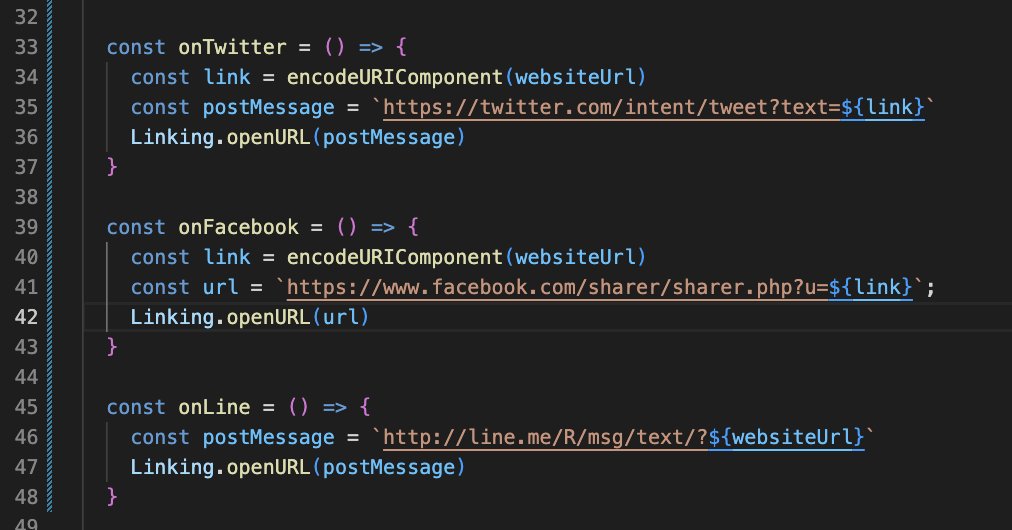 32
33 const onTwitter = () => {
34 const link = encodeURIComponent(websiteUrl)
35 const postMessage = `https://twitter.com/intent/tweet?text=${link}`
36 Linking.openURL(postMessage)
37 }
38
39 const onFacebook = () => {
40 const link = encodeURIComponent(websiteUrl)
41 const url = `https://www.facebook.com/sharer/sharer.php?u=${link}`;
42 Linking.openURL(url)
43 }
44
45 const onLine = () => {
46 const postMessage = `http://line.me/R/msg/text/?${websiteUrl}`
47 Linking.openURL(postMessage)
48 }
49